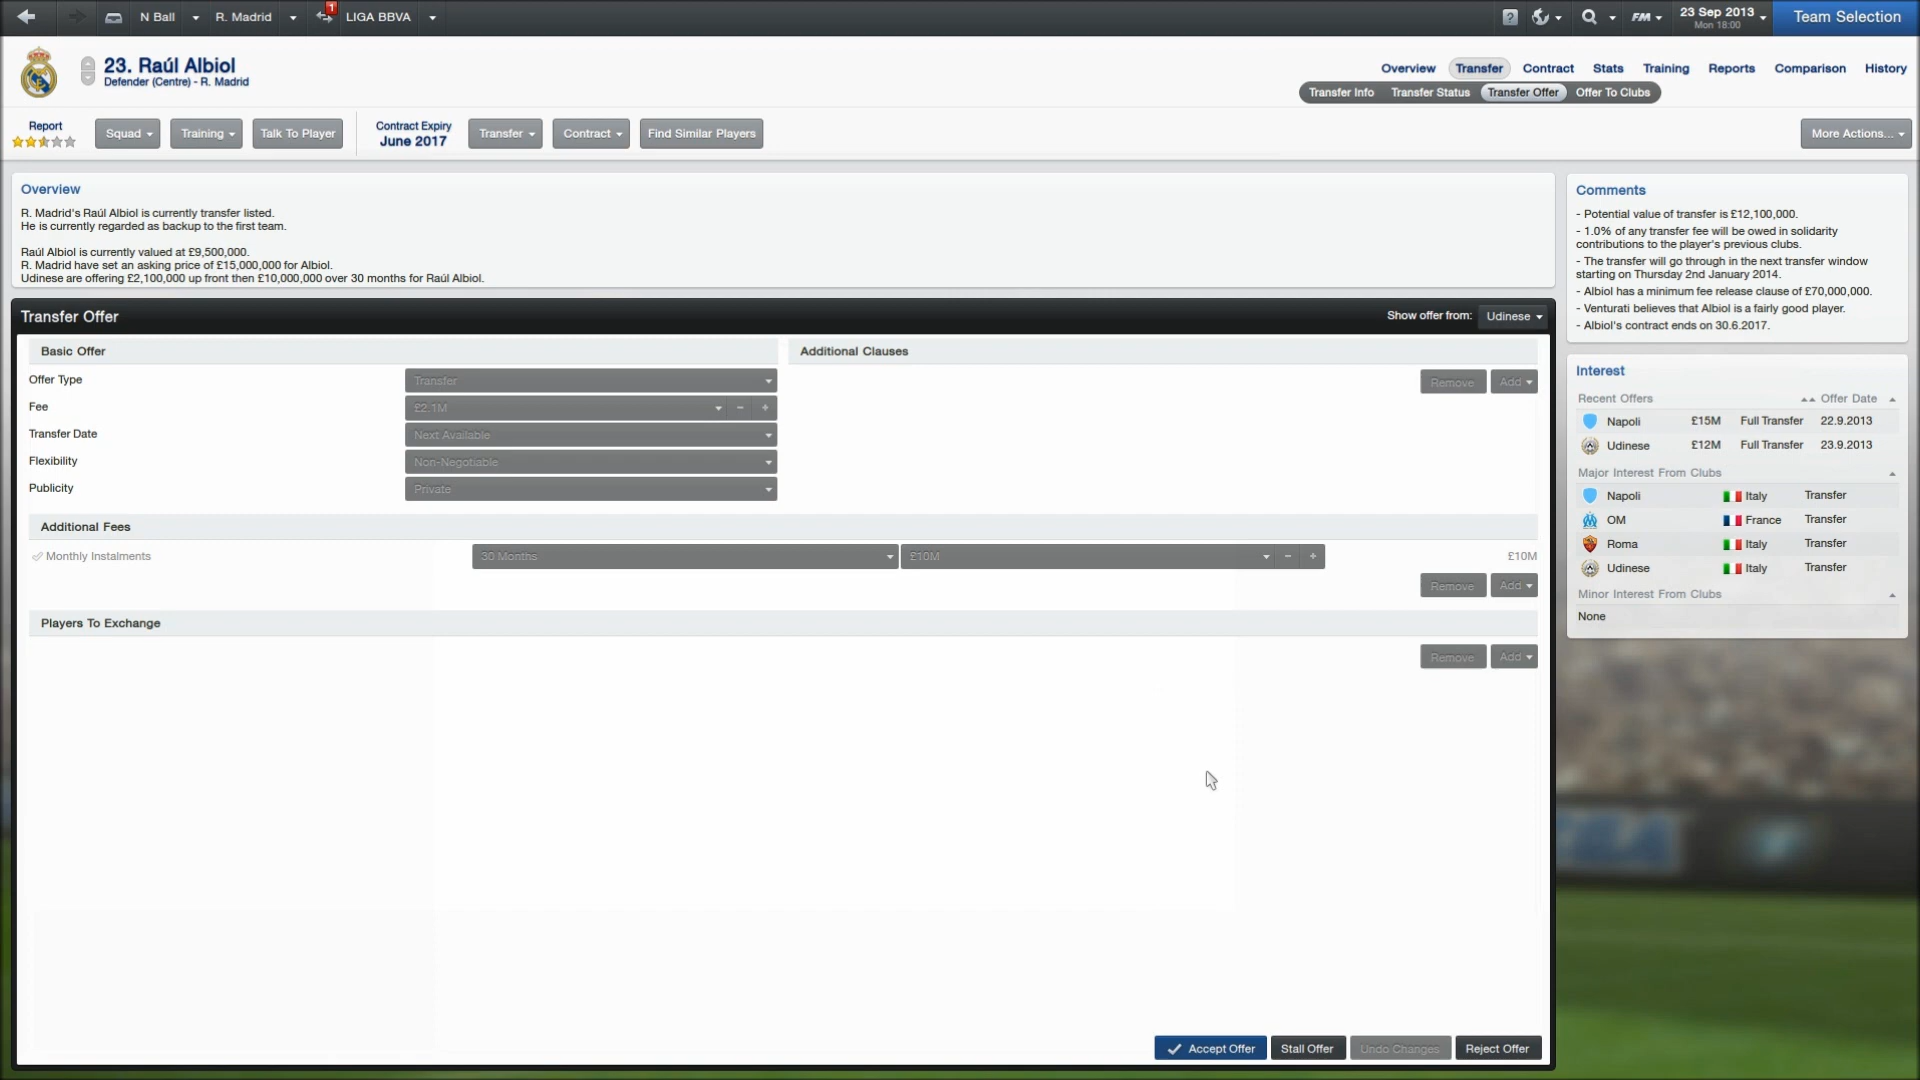 N Ball
R. Madrid
1
LIGA BBVA
?
FM
23 Sep 2013
Mon 18:00
Team Selection
23. Raúl Albiol
Defender (Centre) - R. Madrid
Overview
Transfer
Contract
Stats
Training
Reports
Comparison
History
Transfer Info
Transfer Status
Transfer Offer
Offer To Clubs
Report
Squad
Training
Talk To Player
Contract Expiry
June 2017
Transfer
Contract
Find Similar Players
More Actions...
Overview
R. Madrid's Raúl Albiol is currently transfer listed.
He is currently regarded as backup to the first team.
Raúl Albiol is currently valued at £9,500,000.
R. Madrid have set an asking price of £15,000,000 for Albiol.
Udinese are offering £2,100,000 up front then £10,000,000 over 30 months for Raúl Albiol.
Transfer Offer
Show offer from: Udinese
Basic Offer
Offer Type Transfer
Fee £2.1M - +
Transfer Date Next Available
Flexibility Non-Negotiable
Publicity Private
Additional Clauses
Remove Add
Additional Fees
Monthly Instalments 30 Months £10M - + £10M
Remove Add
Players To Exchange
Remove Add
Accept Offer
Stall Offer
Undo Changes
Reject Offer
Comments
- Potential value of transfer is £12,100,000.
- 1.0% of any transfer fee will be owed in solidarity
contributions to the player's previous clubs.
- The transfer will go through in the next transfer window
starting on Thursday 2nd January 2014.
- Albiol has a minimum fee release clause of £70,000,000.
- Venturati believes that Albiol is a fairly good player.
- Albiol's contract ends on 30.6.2017.
Interest
Recent Offers Offer Date
Napoli £15M Full Transfer 22.9.2013
Udinese £12M Full Transfer 23.9.2013
Major Interest From Clubs
Napoli Italy Transfer
OM France Transfer
Roma Italy Transfer
Udinese Italy Transfer
Minor Interest From Clubs
None